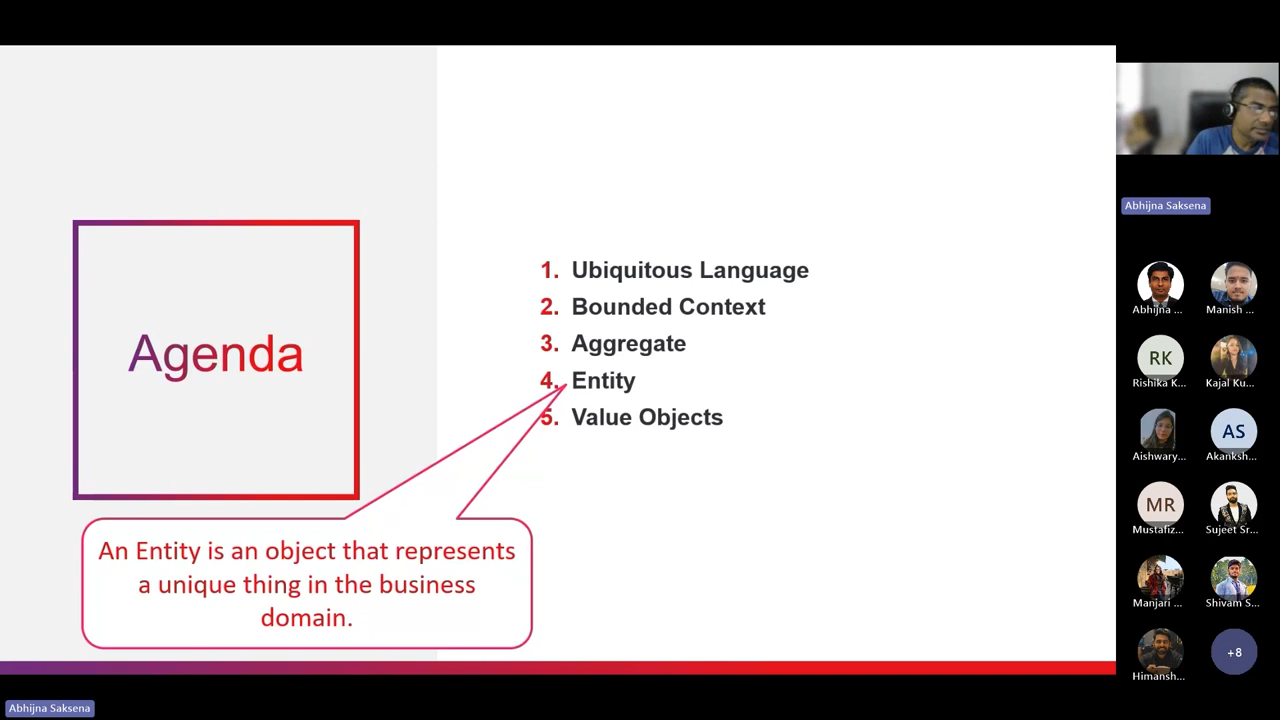 Agenda
1. Ubiquitous Language
2. Bounded Context
3. Aggregate
4. Entity
5. Value Objects
An Entity is an object that represents
a unique thing in the business
domain.
Abhijna Saksena
Abhijna ...
Manish ...
RK
Rishika K...
Kajal Ku...
Aishwary...
AS
Akanksh...
MR
Mustafiz...
Sujeet Sr...
Manjari ...
Shivam S...
Himansh...
+8
Abhijna Saksena